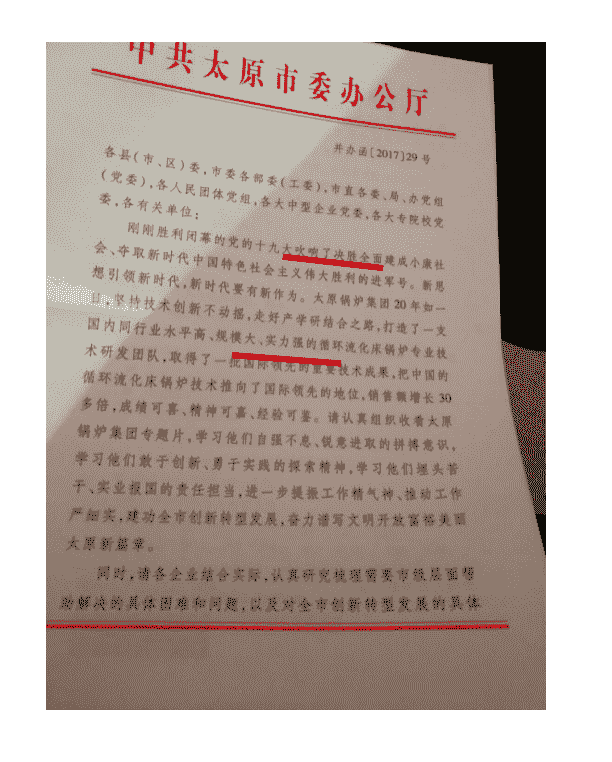 中共太原市委办公厅
并办函[2017]29号
各县(市、区)委,市委各部委(工委),市直各委、局、办党组
(党委),各人民团体党组,各大中型企业党委,各大专院校党
委,各有关单位:
刚刚胜利闭幕的党的十九大吹响了决胜全面建成小康社
会、夺取新时代中国特色社会主义伟大胜利的进军号。新思
想引领新时代,新时代要有新作为。太原锅炉集团20年如一
日,坚持技术创新不动摇,走好产学研结合之路,打造了一支
国内同行业水平高、规模大、实力强的循环流化床锅炉专业技
术研发团队,取得了一批国际领先的重要技术成果,把中国的
循环流化床锅炉技术推向了国际领先的地位,销售额增长30
多倍,成绩可喜、精神可嘉、经验可鉴。请认真组织收看太原
锅炉集团专题片,学习他们自强不息、锐意进取的拼搏意识,
学习他们敢于创新、勇于实践的探索精神,学习他们埋头苦
干、实业报国的责任担当,进一步提振工作精气神、推动工作
严细实,建功全市创新转型发展,奋力谱写文明开放富裕美丽
太原新篇章。
同时,请各企业结合实际,认真研究梳理需要市级层面帮
助解决的具体困难和问题,以及对全市创新转型发展的具体